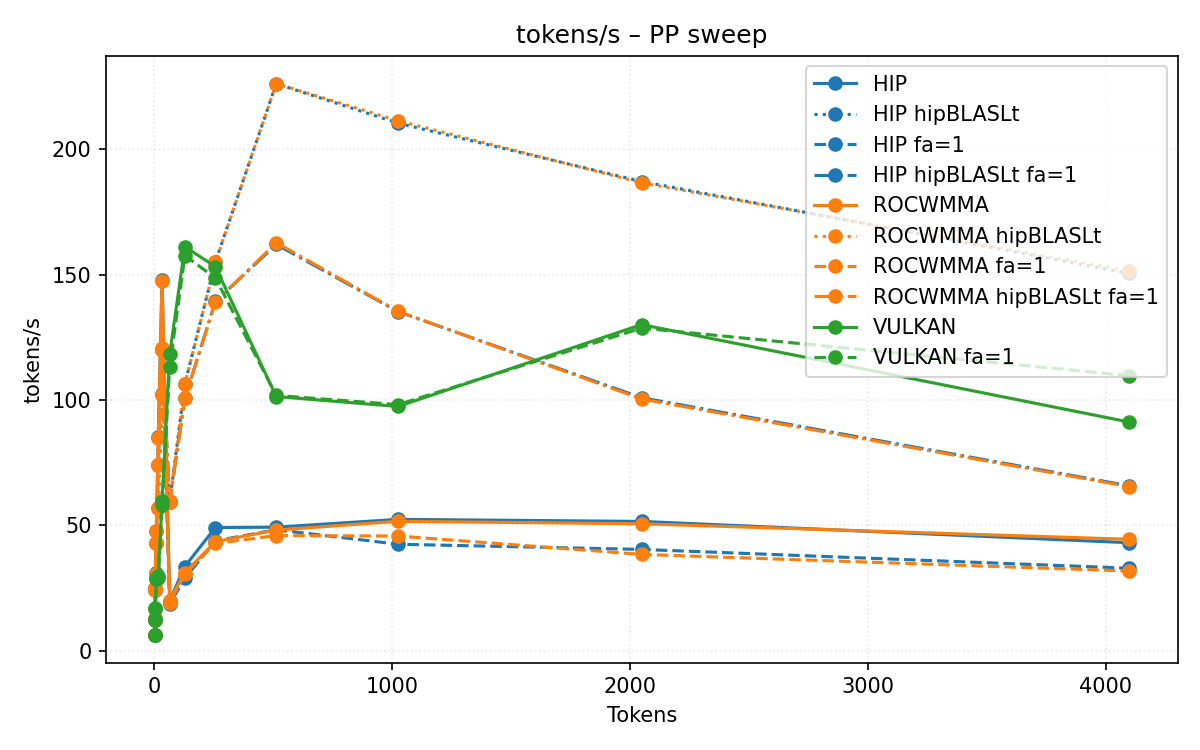 tokens/s – PP sweep
HIP
HIP hipBLASLt
HIP fa=1
HIP hipBLASLt fa=1
ROCWMMA
ROCWMMA hipBLASLt
ROCWMMA fa=1
ROCWMMA hipBLASLt fa=1
VULKAN
VULKAN fa=1
tokens/s
200
150
100
50
0
0
1000
2000
3000
4000
Tokens